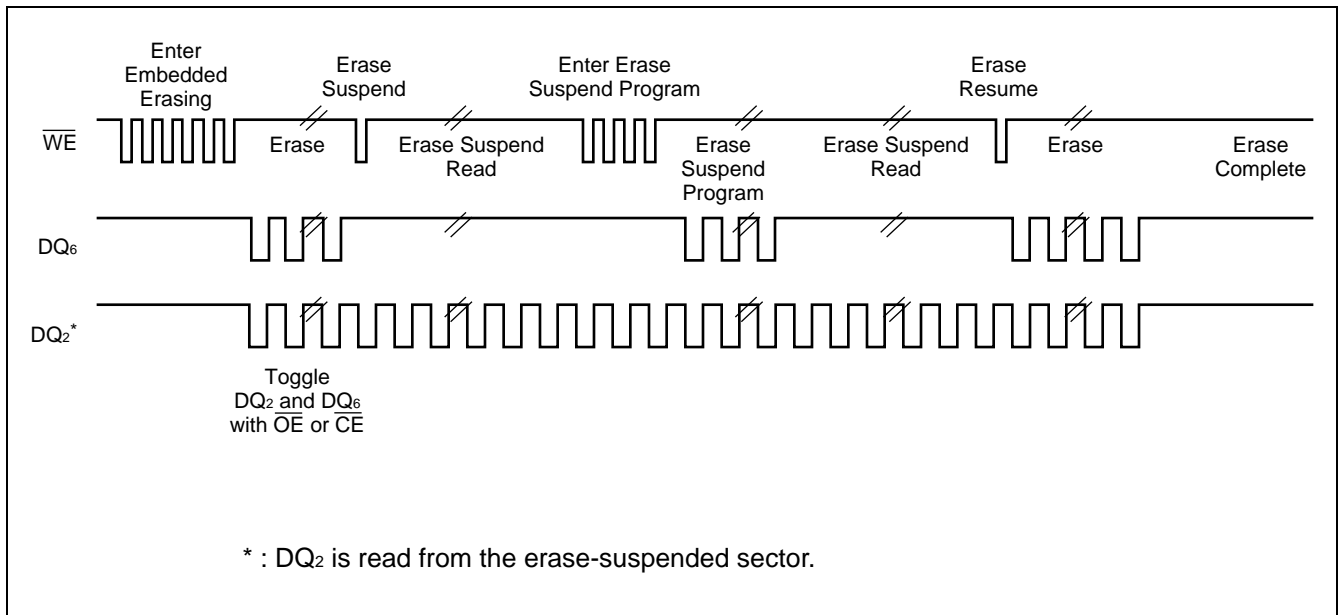 Enter
Embedded
Erasing
Erase
Suspend
Enter Erase
Suspend Program
Erase
Resume
WE
Erase
Erase Suspend
Read
Erase
Suspend
Program
Erase Suspend
Read
Erase
Erase
Complete
DQ6
DQ2*
Toggle
DQ2 and DQ6
with OE or CE
* : DQ2 is read from the erase-suspended sector.